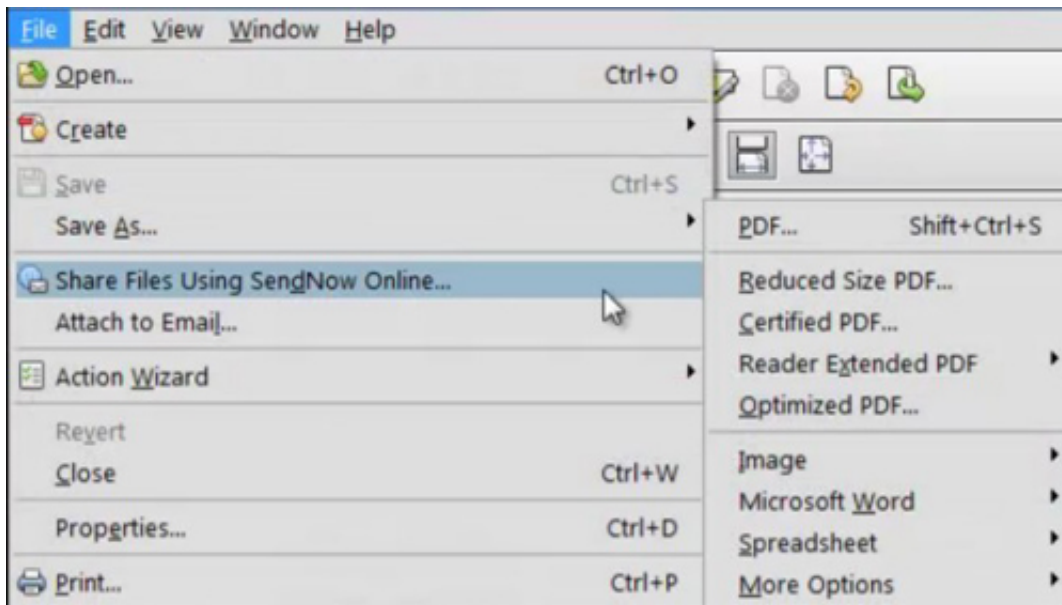 File Edit View Window Help
Open... Ctrl+O
Create
Save Ctrl+S
Save As...
Share Files Using SendNow Online...
Attach to Email...
Action Wizard
Revert
Close Ctrl+W
Properties... Ctrl+D
Print... Ctrl+P
PDF... Shift+Ctrl+S
Reduced Size PDF...
Certified PDF...
Reader Extended PDF
Optimized PDF...
Image
Microsoft Word
Spreadsheet
More Options